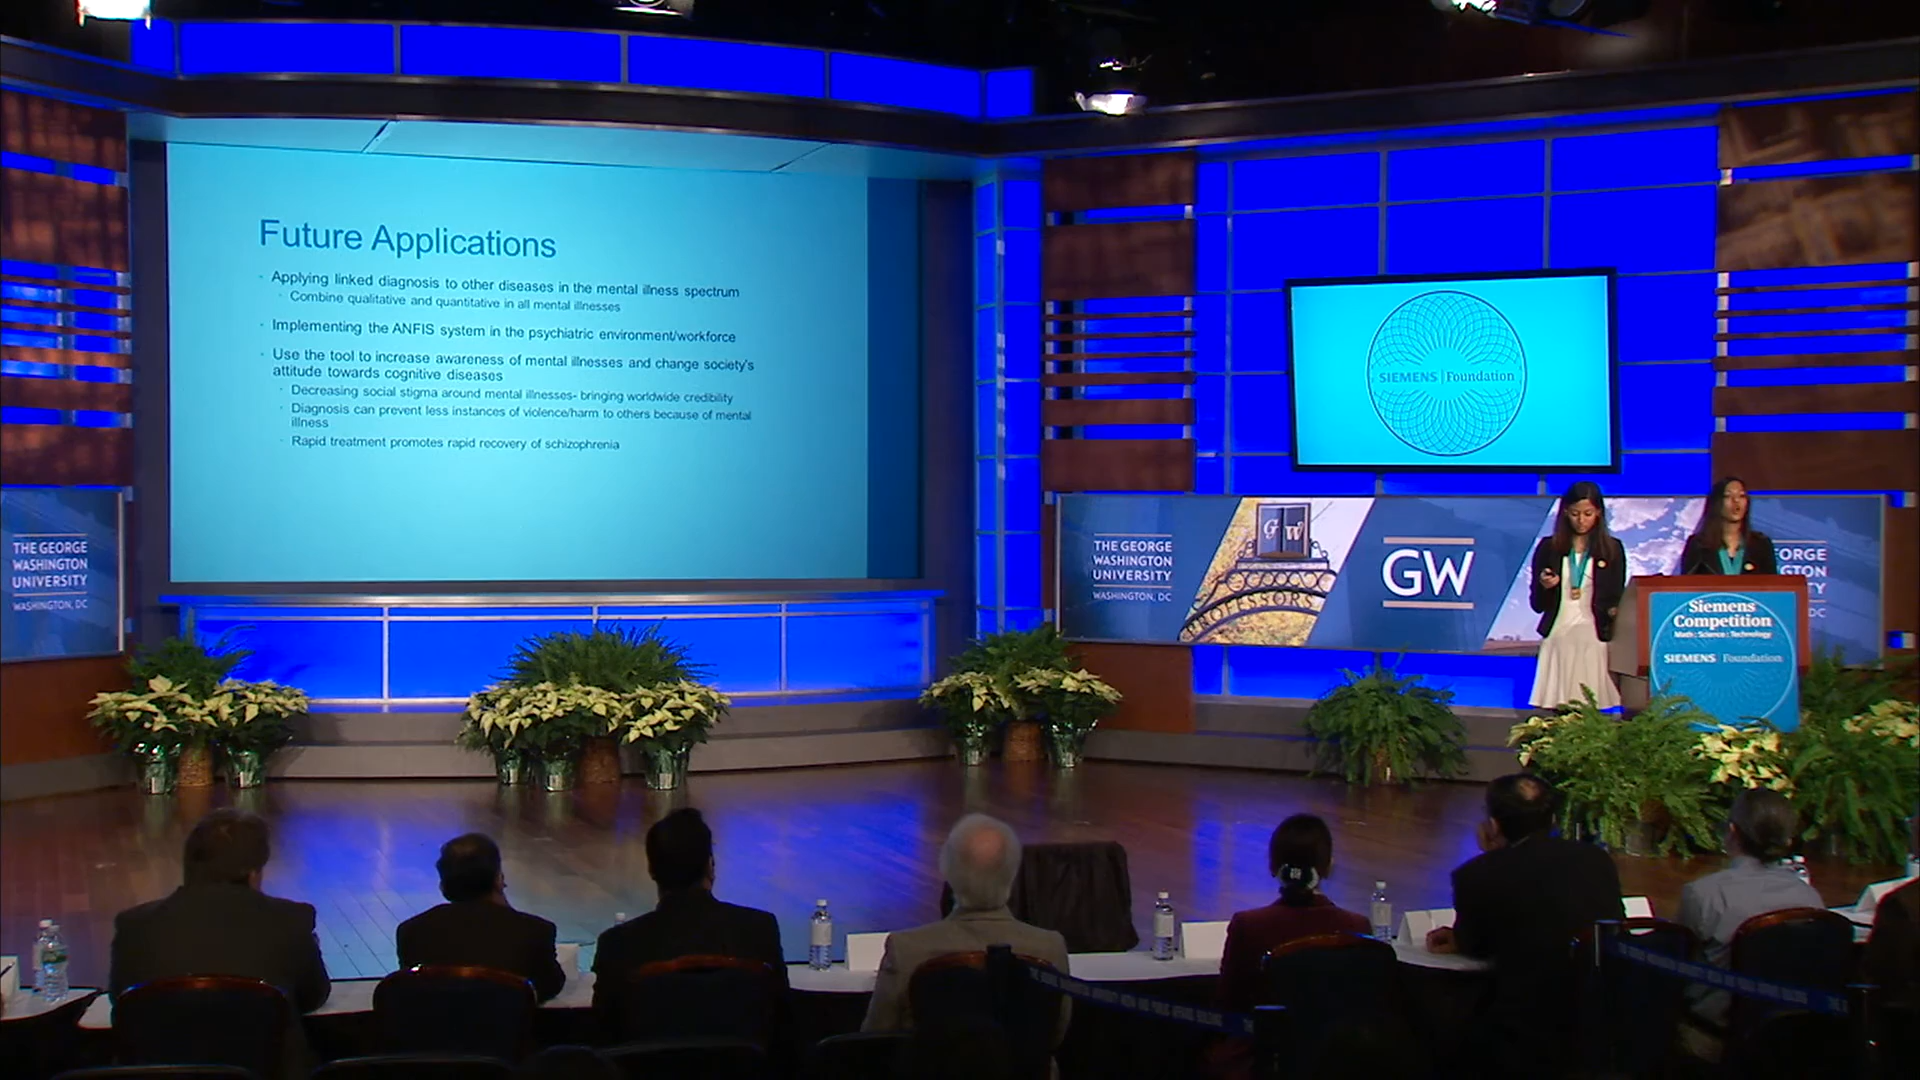 Future Applications
Applying linked diagnosis to other diseases in the mental illness spectrum
Combine qualitative and quantitative in all mental illnesses
Implementing the ANFIS system in the psychiatric environment/workforce
Use the tool to increase awareness of mental illnesses and change society's
attitude towards cognitive diseases
Decreasing social stigma around mental illnesses- bringing worldwide credibility
Diagnosis can prevent less instances of violence/harm to others because of mental
illness
Rapid treatment promotes rapid recovery of schizophrenia
SIEMENS | Foundation
THE GEORGE
WASHINGTON
UNIVERSITY
WASHINGTON, DC
THE GEORGE
WASHINGTON
UNIVERSITY
WASHINGTON, DC
G W
PROFESSORS
GW
EORGE
GTON
TY
DC
Siemens
Competition
Math : Science : Technology
SIEMENS | Foundation